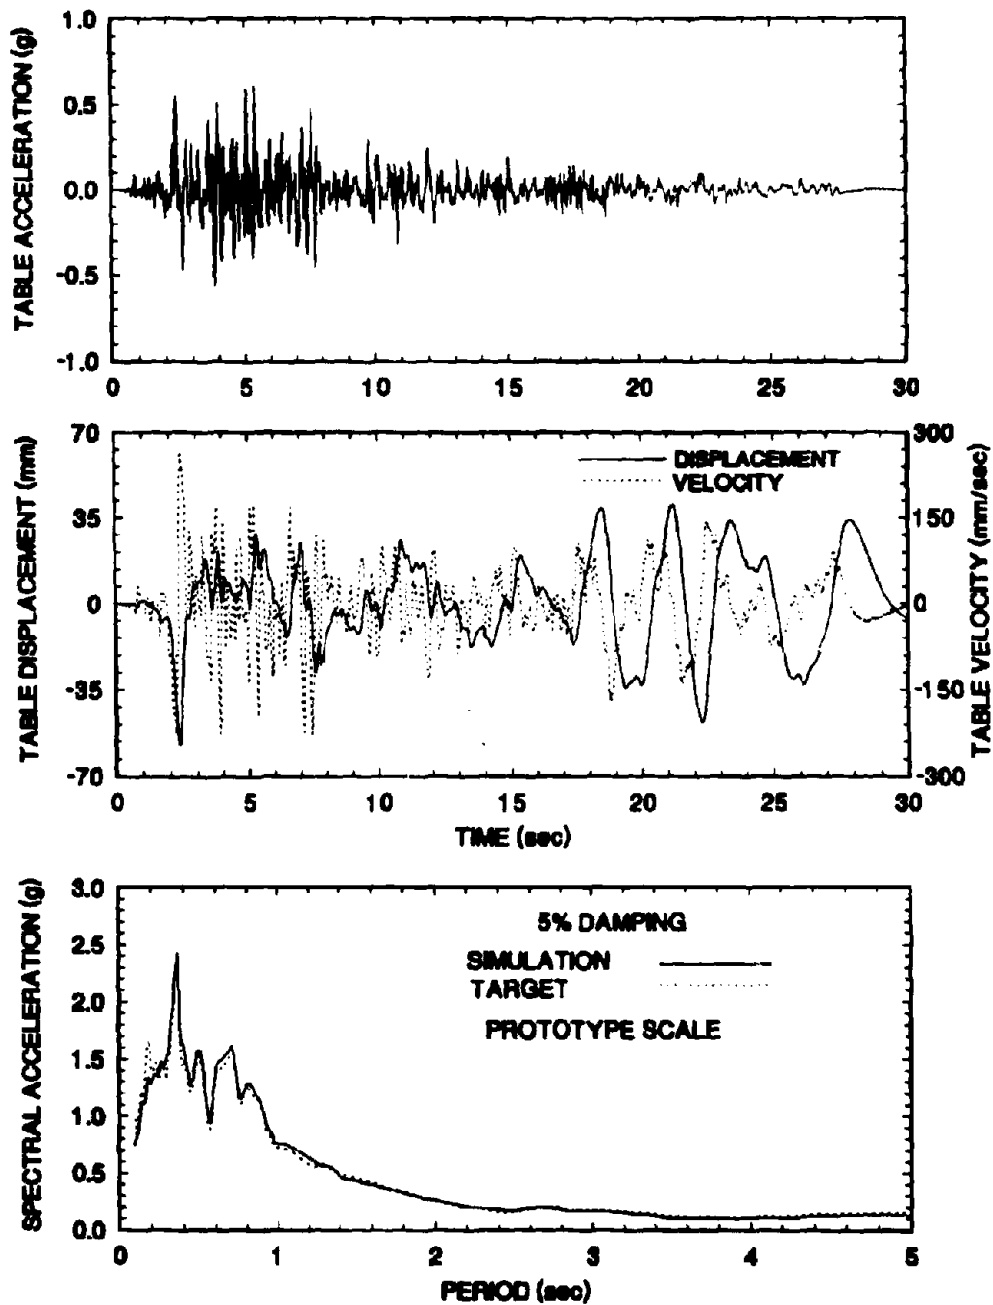 TABLE ACCELERATION (g)
1.0
0.5
0.0
-0.5
-1.0
0 5 10 15 20 25 30
TABLE DISPLACEMENT (mm)
70
35
0
-35
-70
DISPLACEMENT
VELOCITY
300
150
0
-150
-300
TABLE VELOCITY (mm/sec)
0 5 10 15 20 25 30
TIME (sec)
SPECTRAL ACCELERATION (g)
3.0
2.5
2.0
1.5
1.0
0.5
0.0
5% DAMPING
SIMULATION
TARGET
PROTOTYPE SCALE
0 1 2 3 4 5
PERIOD (sec)